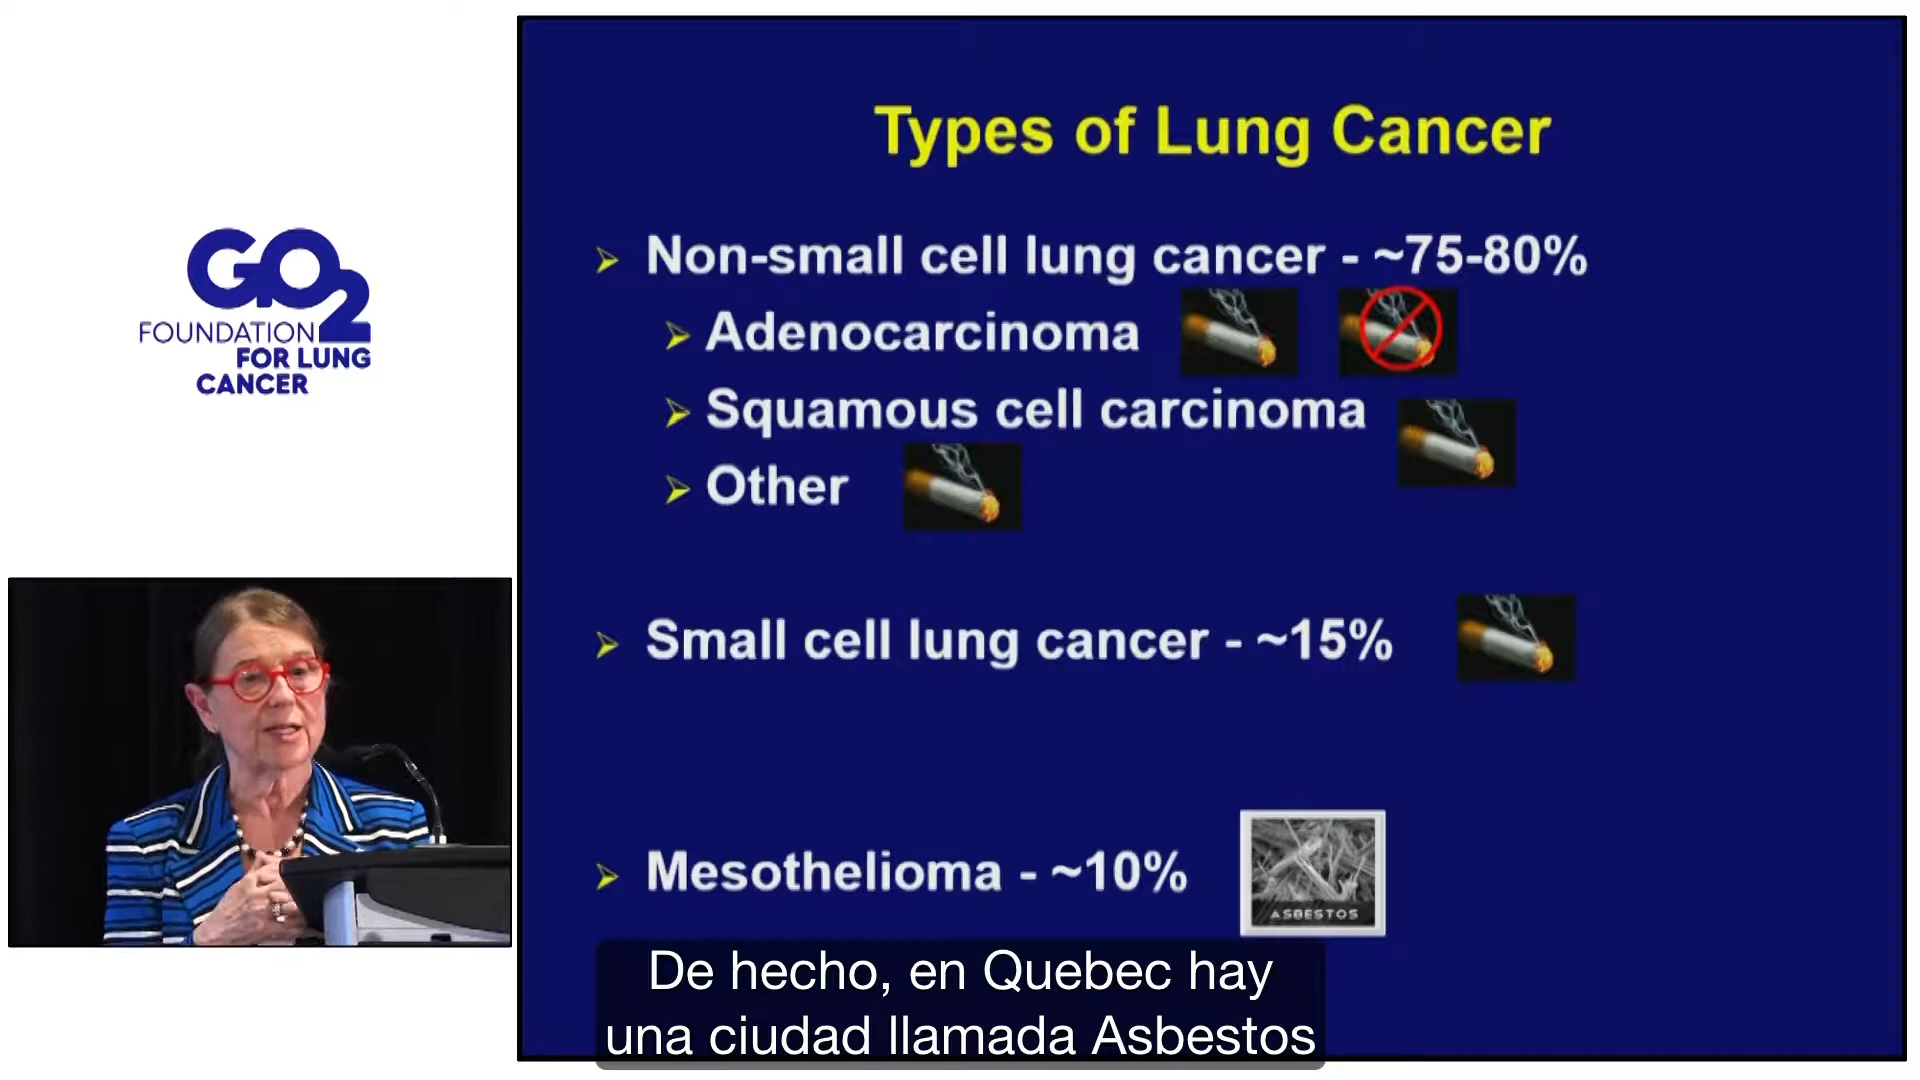 GO2
FOUNDATION
FOR LUNG
CANCER
Types of Lung Cancer
Non-small cell lung cancer - ~75-80%
Adenocarcinoma
Squamous cell carcinoma
Other
Small cell lung cancer - ~15%
Mesothelioma - ~10%
ASBESTOS
De hecho, en Quebec hay
una ciudad llamada Asbestos